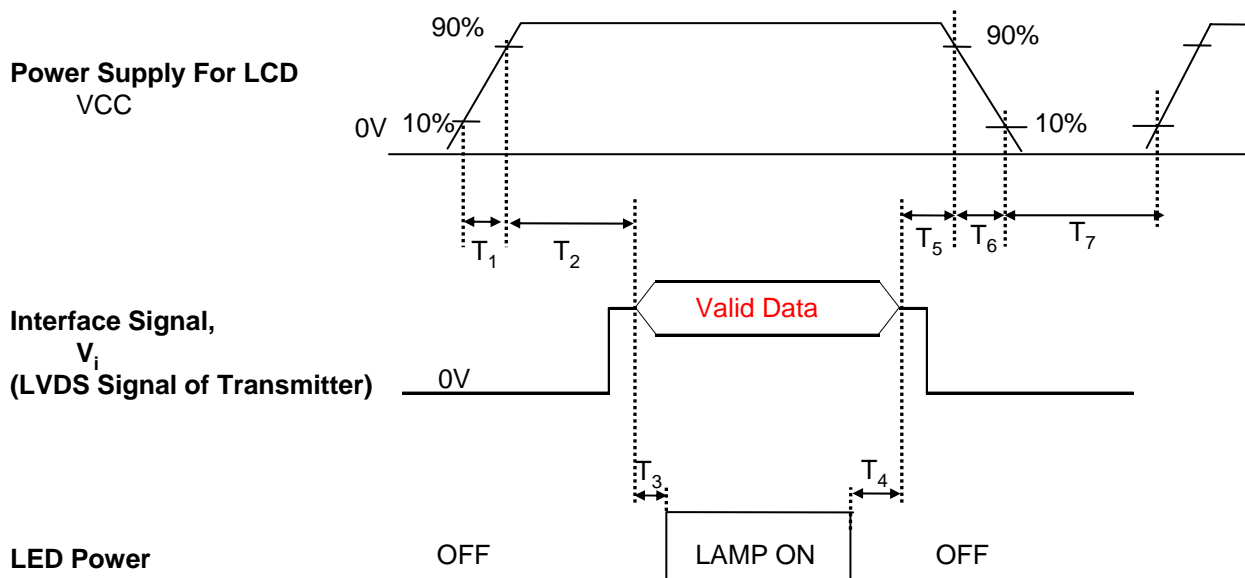 90%
90%
Power Supply For LCD
VCC
0V
10%
10%
T1
T2
T5
T6
T7
Valid Data
Interface Signal,
Vi
(LVDS Signal of Transmitter)
0V
T3
T4
LED Power
OFF
LAMP ON
OFF